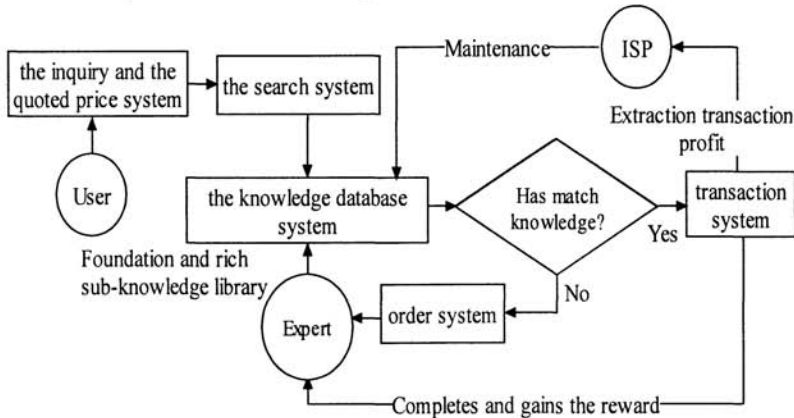 Maintenance
ISP
the inquiry and the
quoted price system
the search system
Extraction transaction
profit
User
the knowledge database
system
Has match
knowledge?
Yes
transaction
system
Foundation and rich
sub-knowledge library
No
Expert
order system
Completes and gains the reward